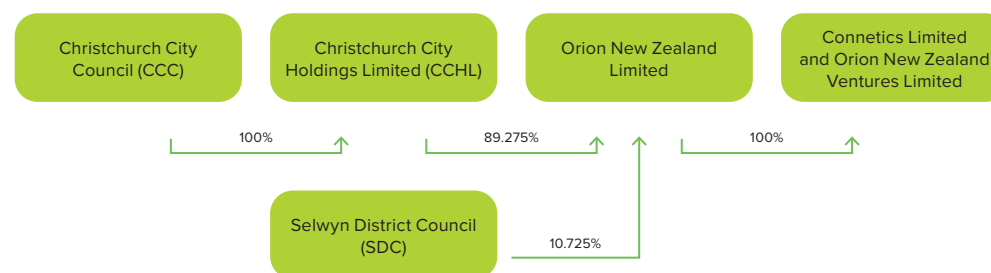 Christchurch City
Council (CCC)
Christchurch City
Holdings Limited (CCHL)
Orion New Zealand
Limited
Connetics Limited
and Orion New Zealand
Ventures Limited
100%
89.275%
100%
Selwyn District Council
(SDC)
10.725%